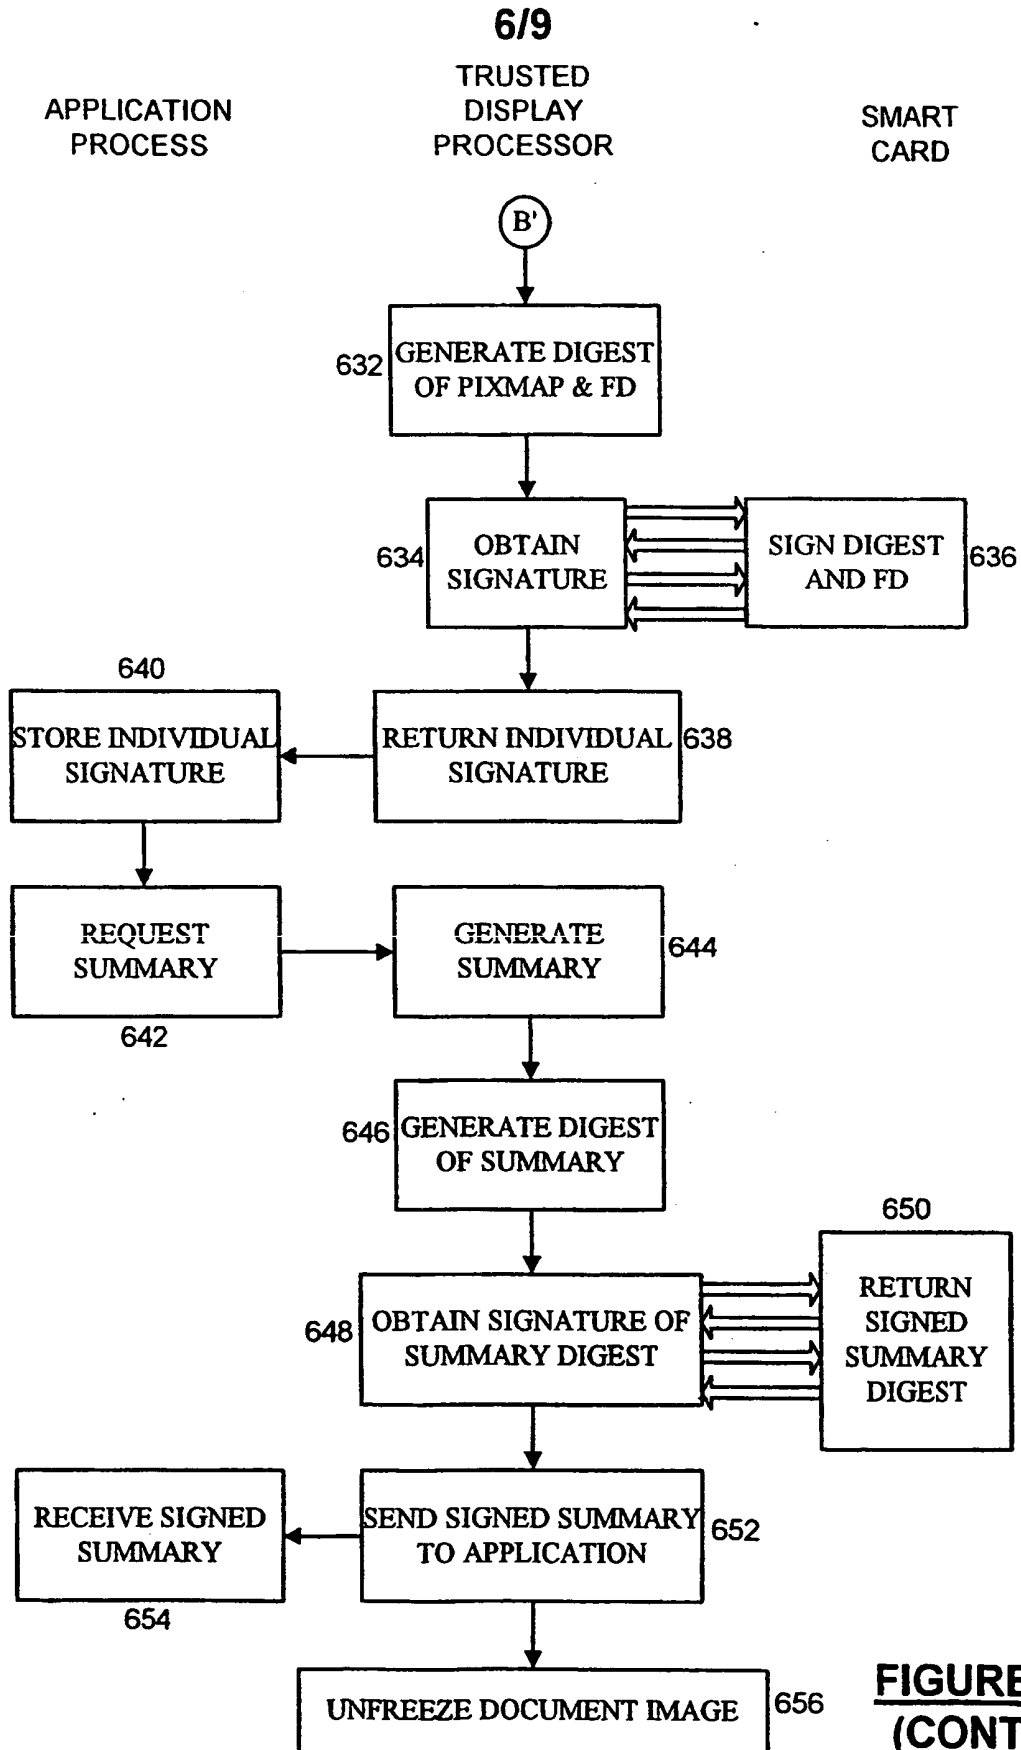 6/9
APPLICATION
PROCESS
TRUSTED
DISPLAY
PROCESSOR
SMART
CARD
B'
632
GENERATE DIGEST
OF PIXMAP & FD
634
OBTAIN
SIGNATURE
SIGN DIGEST
AND FD
636
640
STORE INDIVIDUAL
SIGNATURE
RETURN INDIVIDUAL
SIGNATURE
638
REQUEST
SUMMARY
642
GENERATE
SUMMARY
644
646
GENERATE DIGEST
OF SUMMARY
648
OBTAIN SIGNATURE OF
SUMMARY DIGEST
650
RETURN
SIGNED
SUMMARY
DIGEST
RECEIVE SIGNED
SUMMARY
654
SEND SIGNED SUMMARY
TO APPLICATION
652
UNFREEZE DOCUMENT IMAGE
656
FIGURE
(CONT